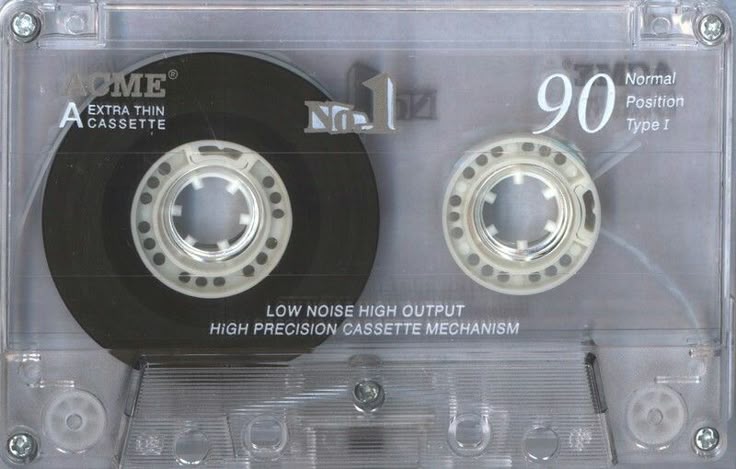 ACME®
A EXTRA THIN
CASSETTE
No. 1
90 Normal
Position
Type I
LOW NOISE HIGH OUTPUT
HIGH PRECISION CASSETTE MECHANISM